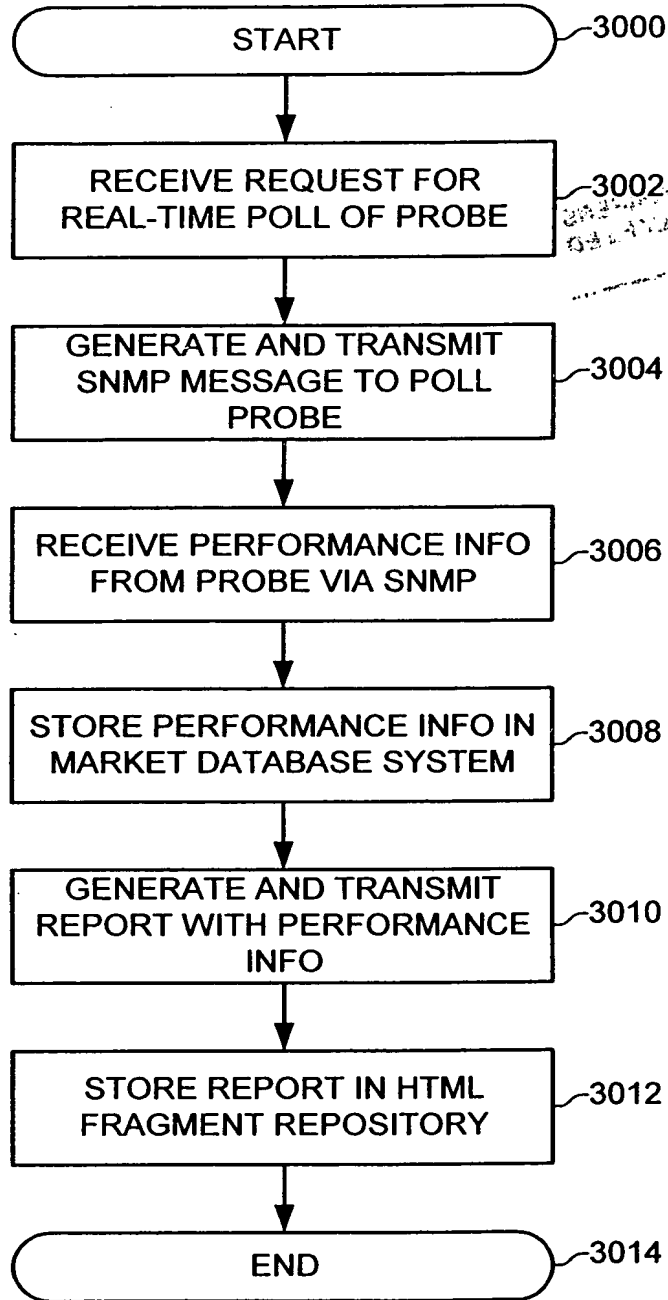 START
3000
RECEIVE REQUEST FOR
REAL-TIME POLL OF PROBE
3002
GENERATE AND TRANSMIT
SNMP MESSAGE TO POLL
PROBE
3004
RECEIVE PERFORMANCE INFO
FROM PROBE VIA SNMP
3006
STORE PERFORMANCE INFO IN
MARKET DATABASE SYSTEM
3008
GENERATE AND TRANSMIT
REPORT WITH PERFORMANCE
INFO
3010
STORE REPORT IN HTML
FRAGMENT REPOSITORY
3012
END
3014